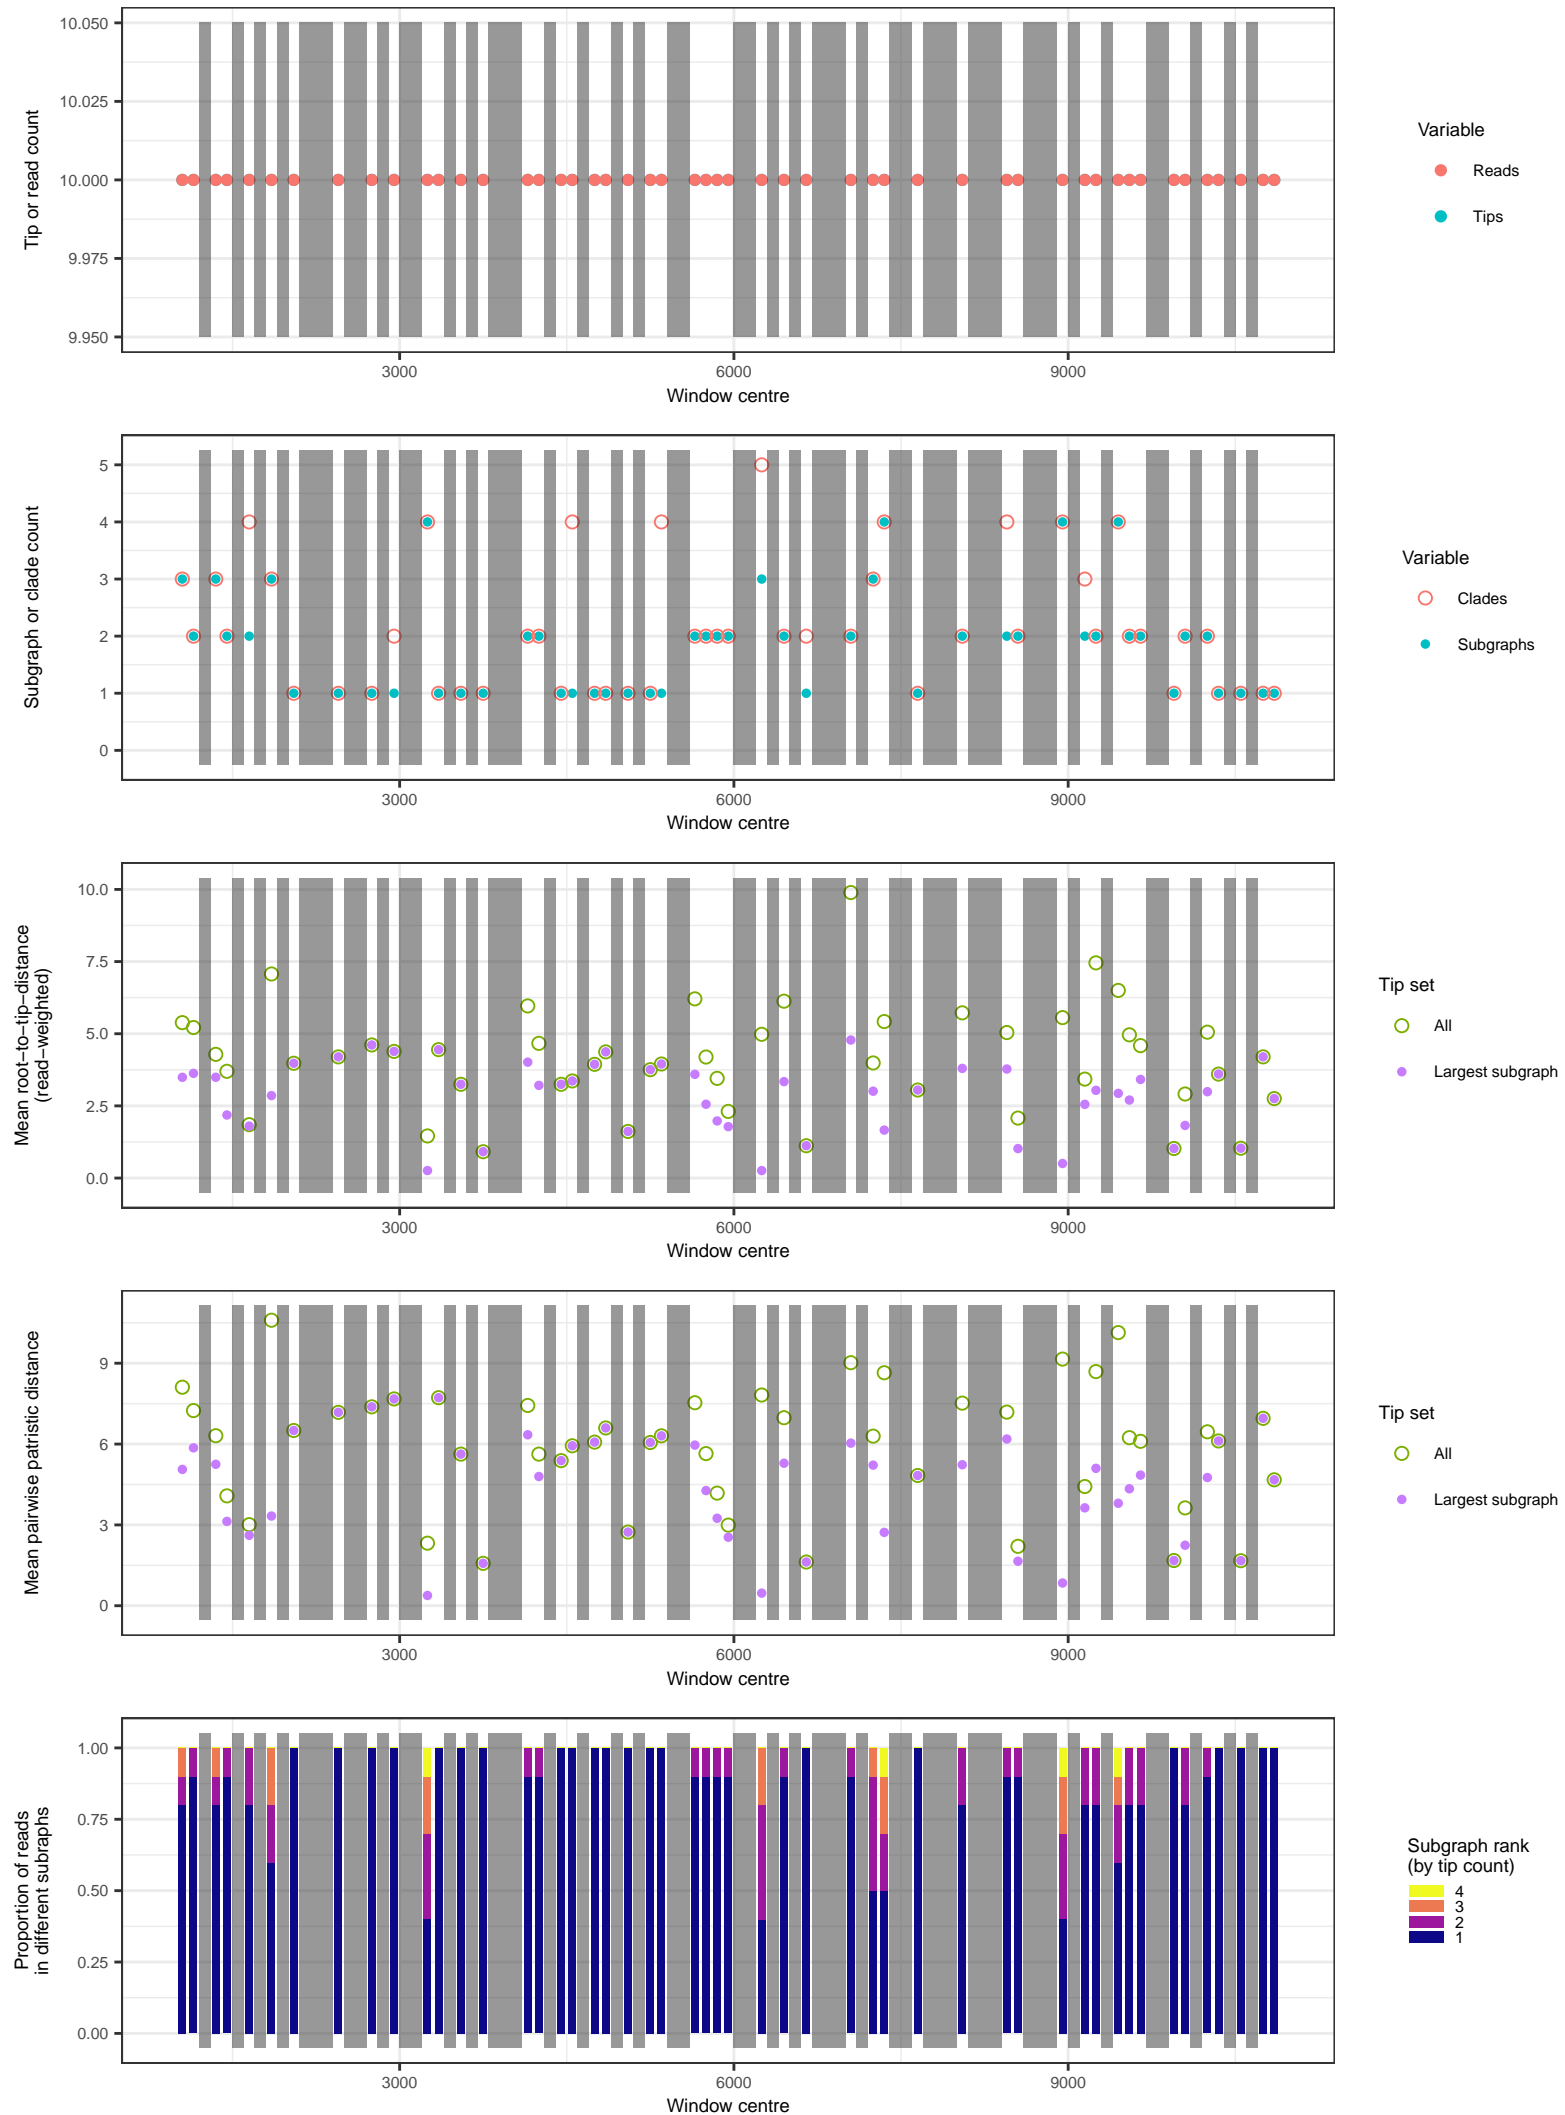 10.050
10.025
10.000
9.975
9.950
Tip or read count
3000
6000
9000
Window centre
Variable
Reads
Tips
5
4
3
2
1
0
Subgraph or clade count
3000
6000
9000
Window centre
Variable
Clades
Subgraphs
10.0
7.5
5.0
2.5
0.0
Mean root−to−tip−distance
(read−weighted)
3000
6000
9000
Window centre
Tip set
All
Largest subgraph
9
6
3
0
Mean pairwise patristic distance
3000
6000
9000
Window centre
Tip set
All
Largest subgraph
1.00
0.75
0.50
0.25
0.00
Proportion of reads
in different subraphs
3000
6000
9000
Window centre
Subgraph rank
(by tip count)
4
3
2
1